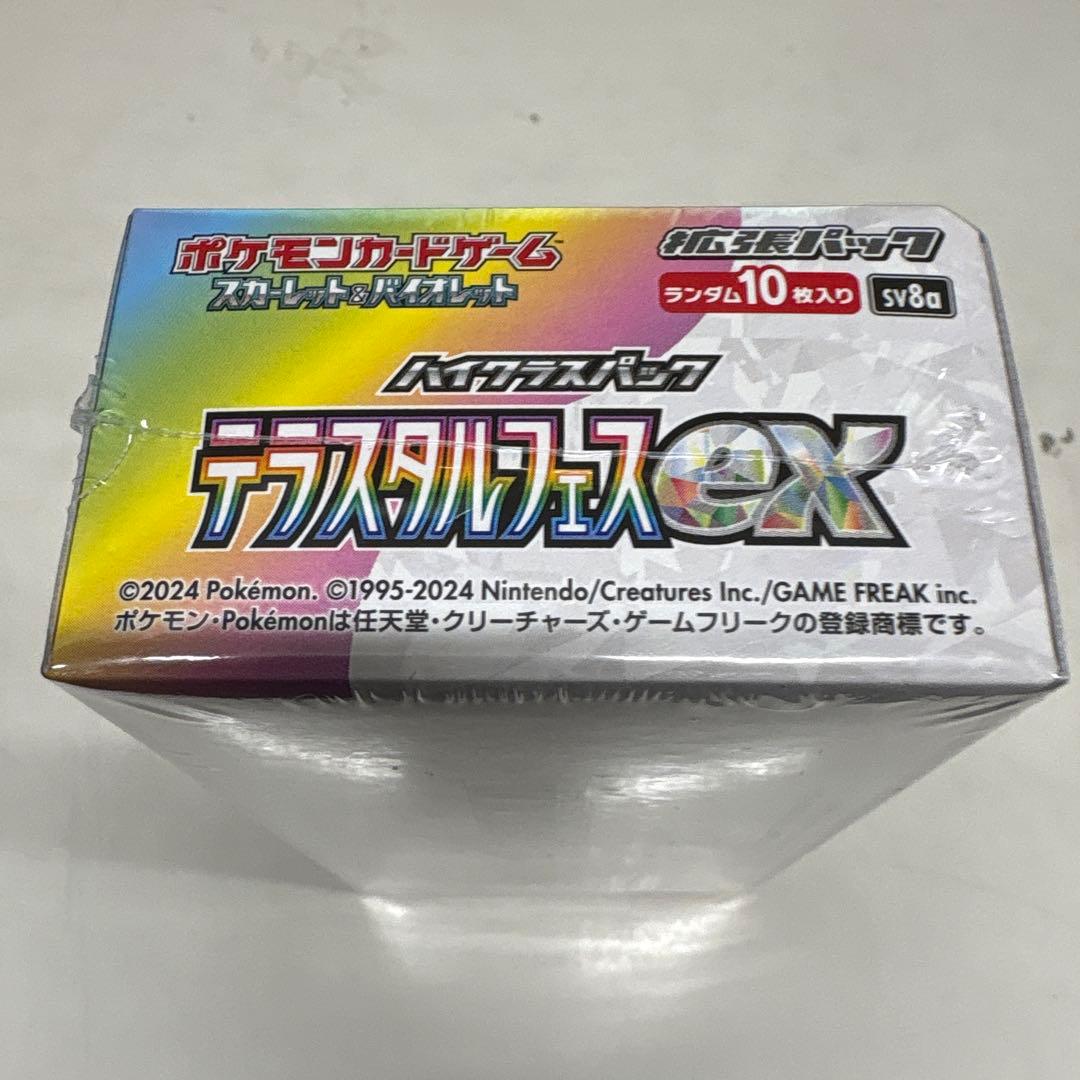 ポケモンカードゲーム™
スカーレット&バイオレット
拡張パック
ランダム10枚入り
sv8a
ハイクラスパック
テラスタルフェスex
©2024 Pokémon. ©1995-2024 Nintendo/Creatures Inc./GAME FREAK inc.
ポケモン・Pokémonは任天堂・クリーチャーズ・ゲームフリークの登録商標です。